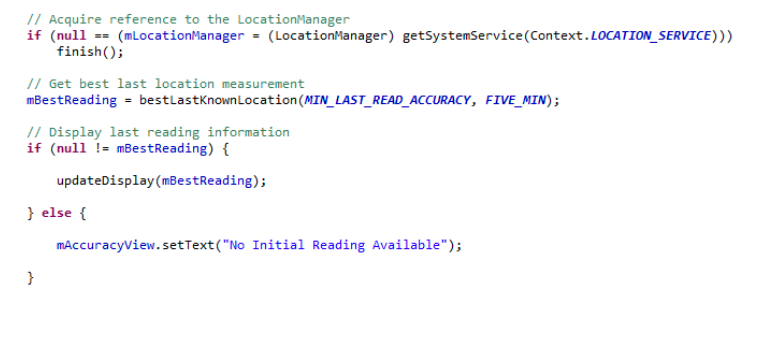 // Acquire reference to the LocationManager
if (null == (mLocationManager = (LocationManager) getSystemService(Context.LOCATION_SERVICE)))
    finish();
// Get best last location measurement
mBestReading = bestLastKnownLocation(MIN_LAST_READ_ACCURACY, FIVE_MIN);
// Display last reading information
if (null != mBestReading) {
    updateDisplay(mBestReading);
} else {
    mAccuracyView.setText("No Initial Reading Available");
}